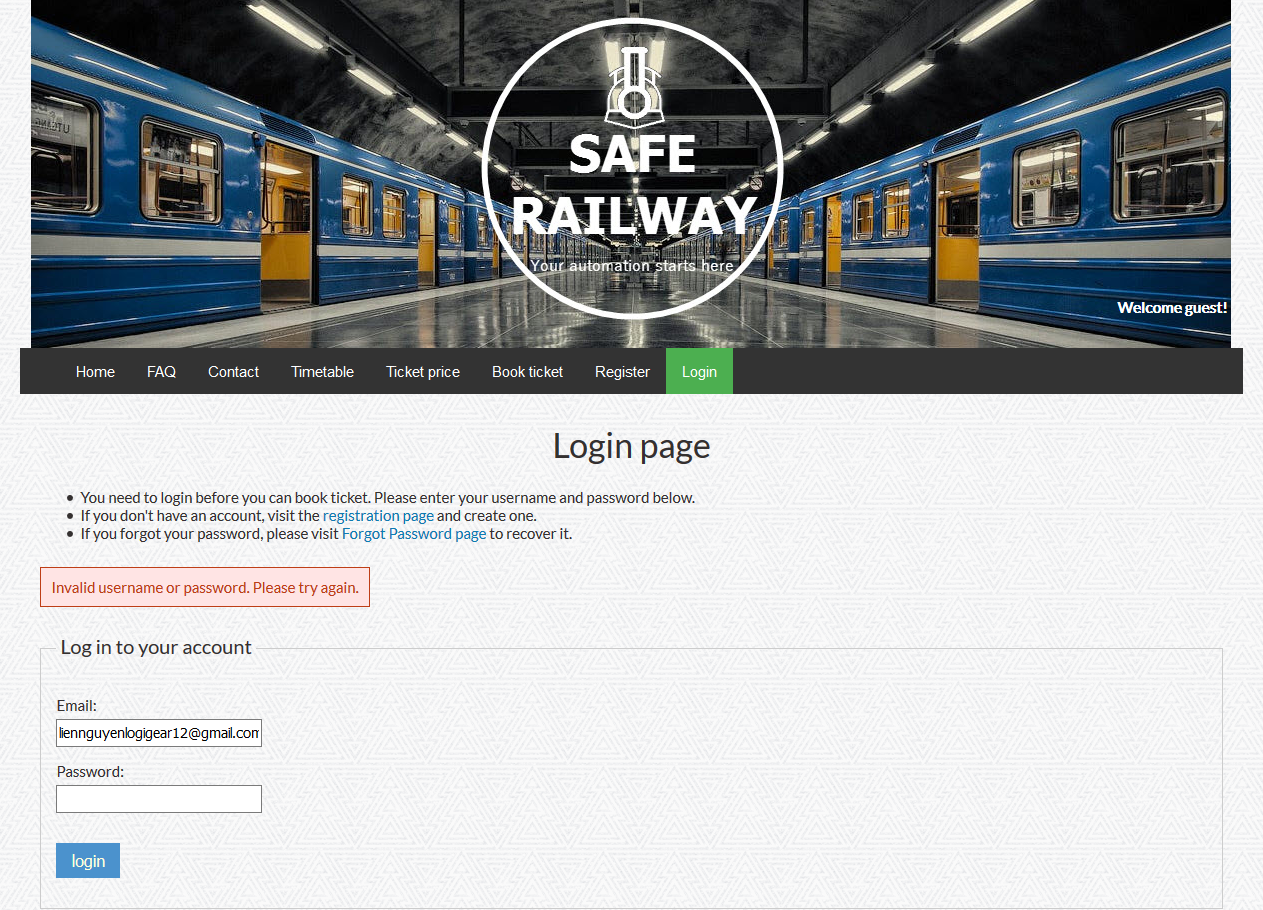 SAFE
RAILWAY
Your automation starts here
Welcome guest!
Home FAQ Contact Timetable Ticket price Book ticket Register Login
Login page
You need to login before you can book ticket. Please enter your username and password below.
If you don't have an account, visit the registration page and create one.
If you forgot your password, please visit Forgot Password page to recover it.
Invalid username or password. Please try again.
Log in to your account
Email:
liennguyenlogigear12@gmail.com
Password:
login